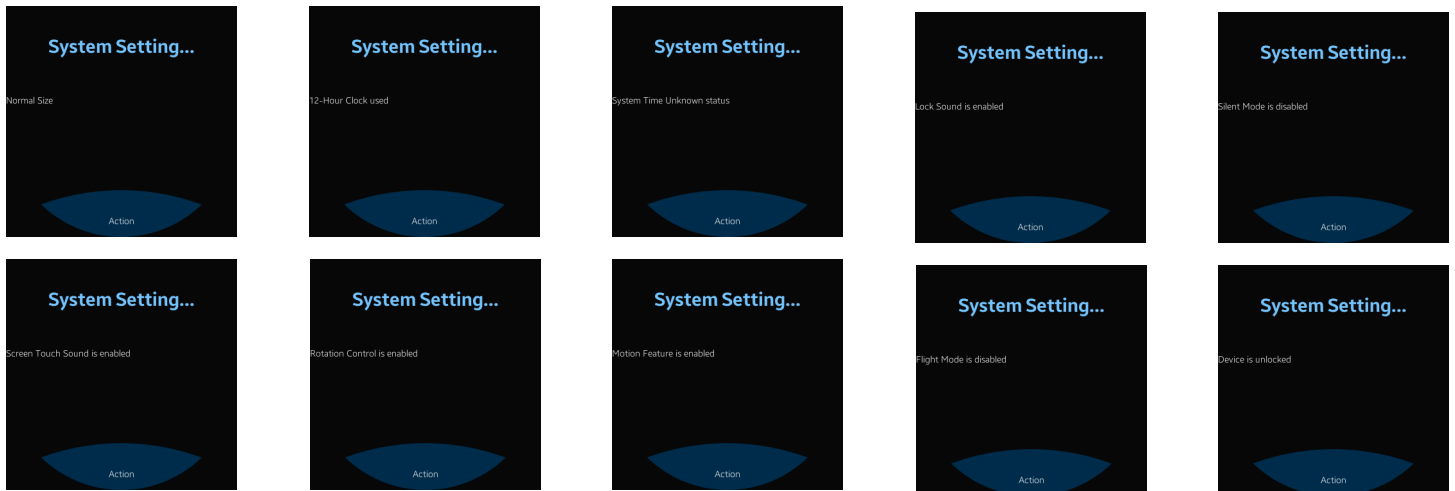 System Setting...
Normal Size
Action
System Setting...
12-Hour Clock used
Action
System Setting...
System Time Unknown status
Action
System Setting...
Lock Sound is enabled
Action
System Setting...
Silent Mode is disabled
Action
System Setting...
Screen Touch Sound is enabled
Action
System Setting...
Rotation Control is enabled
Action
System Setting...
Motion Feature is enabled
Action
System Setting...
Flight Mode is disabled
Action
System Setting...
Device is unlocked
Action